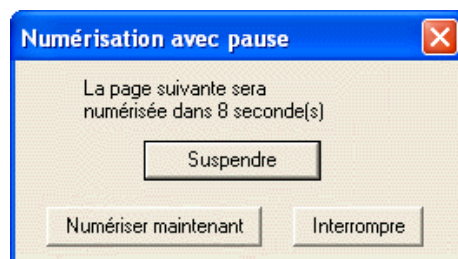 Numérisation avec pause
La page suivante sera
numérisée dans 8 seconde(s)
Suspendre
Numériser maintenant
Interrompre